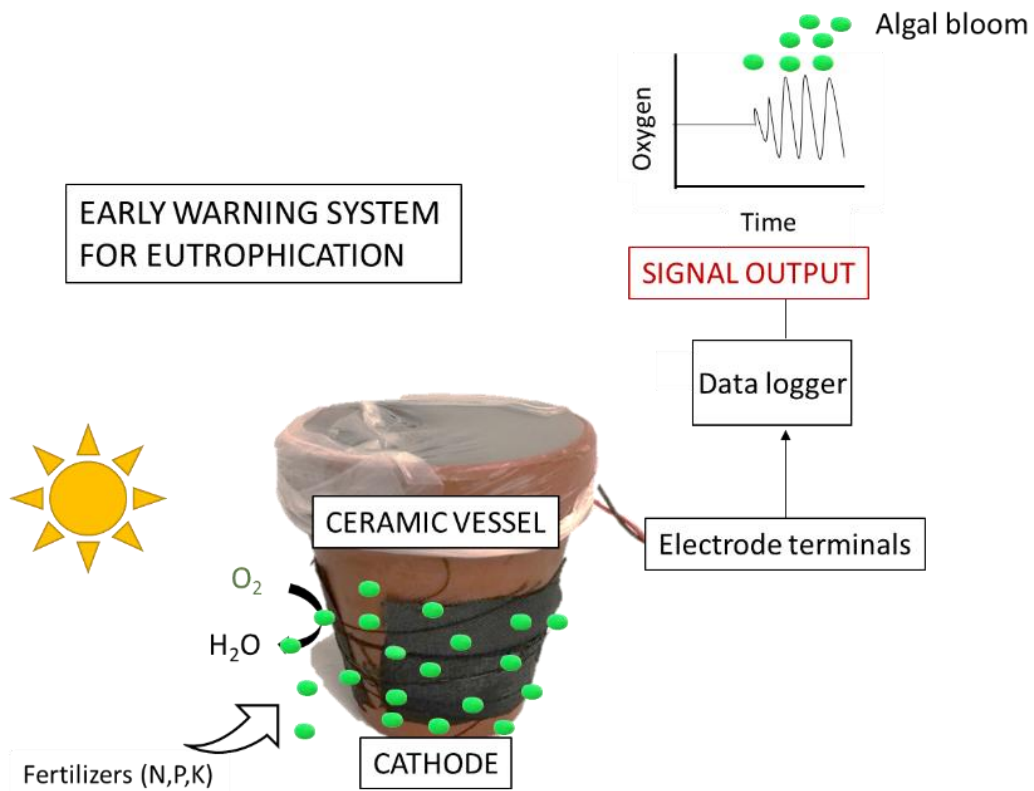 Algal bloom
Oxygen
Time
EARLY WARNING SYSTEM
FOR EUTROPHICATION
SIGNAL OUTPUT
Data logger
CERAMIC VESSEL
Electrode terminals
O₂
H₂O
Fertilizers (N,P,K)
CATHODE